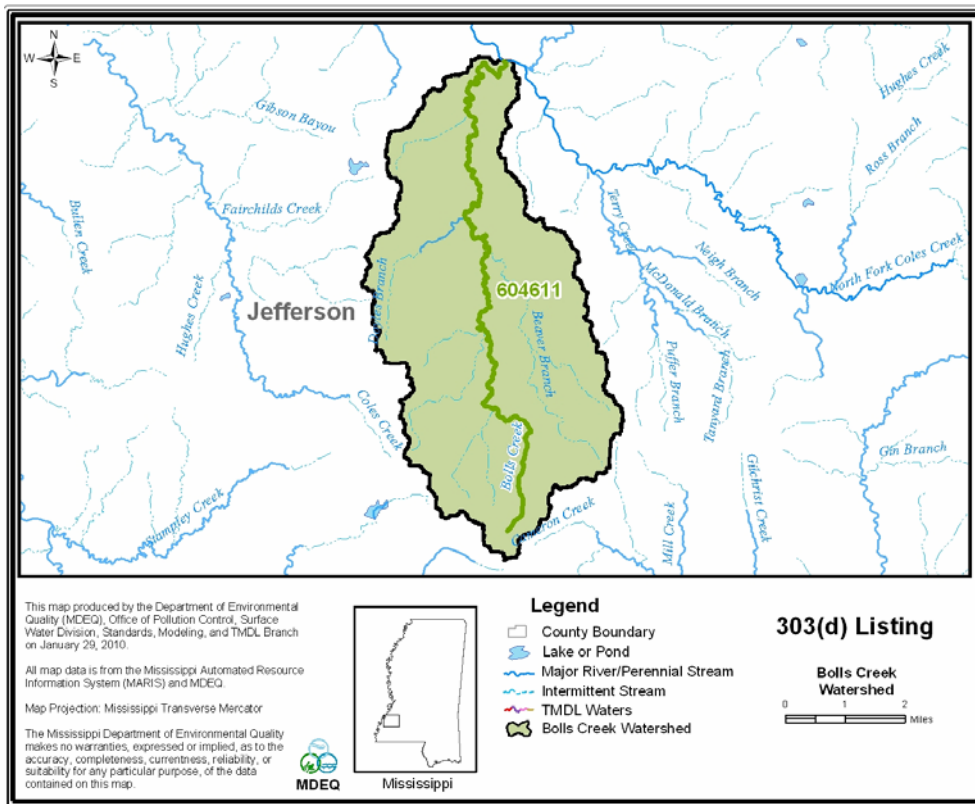 N
W E
S
Hughes Creek
Gibson Bayou
Ross Branch
Bullen Creek
Fairchilds Creek
Terry Creek
Neigh Branch
North Fork Coles Creek
McDonald Branch
604611
Hughes Creek
Jefferson
Beaver Branch
Puffer Branch
Tanyard Branch
Coles Creek
Bolls Creek
Gin Branch
Gilchrist Creek
Stampley Creek
Creek
Mill Creek
This map produced by the Department of Environmental
Quality (MDEQ), Office of Pollution Control, Surface
Water Division, Standards, Modeling, and TMDL Branch
on January 29, 2010.
All map data is from the Mississippi Automated Resource
Information System (MARIS) and MDEQ.
Map Projection: Mississippi Transverse Mercator
The Mississippi Department of Environmental Quality
makes no warranties, expressed or implied, as to the
accuracy, completeness, currentness, reliability, or
suitability for any particular purpose, of the data
contained on this map.
MDEQ
Mississippi
Legend
County Boundary
Lake or Pond
Major River/Perennial Stream
Intermittent Stream
TMDL Waters
Bolls Creek Watershed
303(d) Listing
Bolls Creek
Watershed
0 1 2
Miles